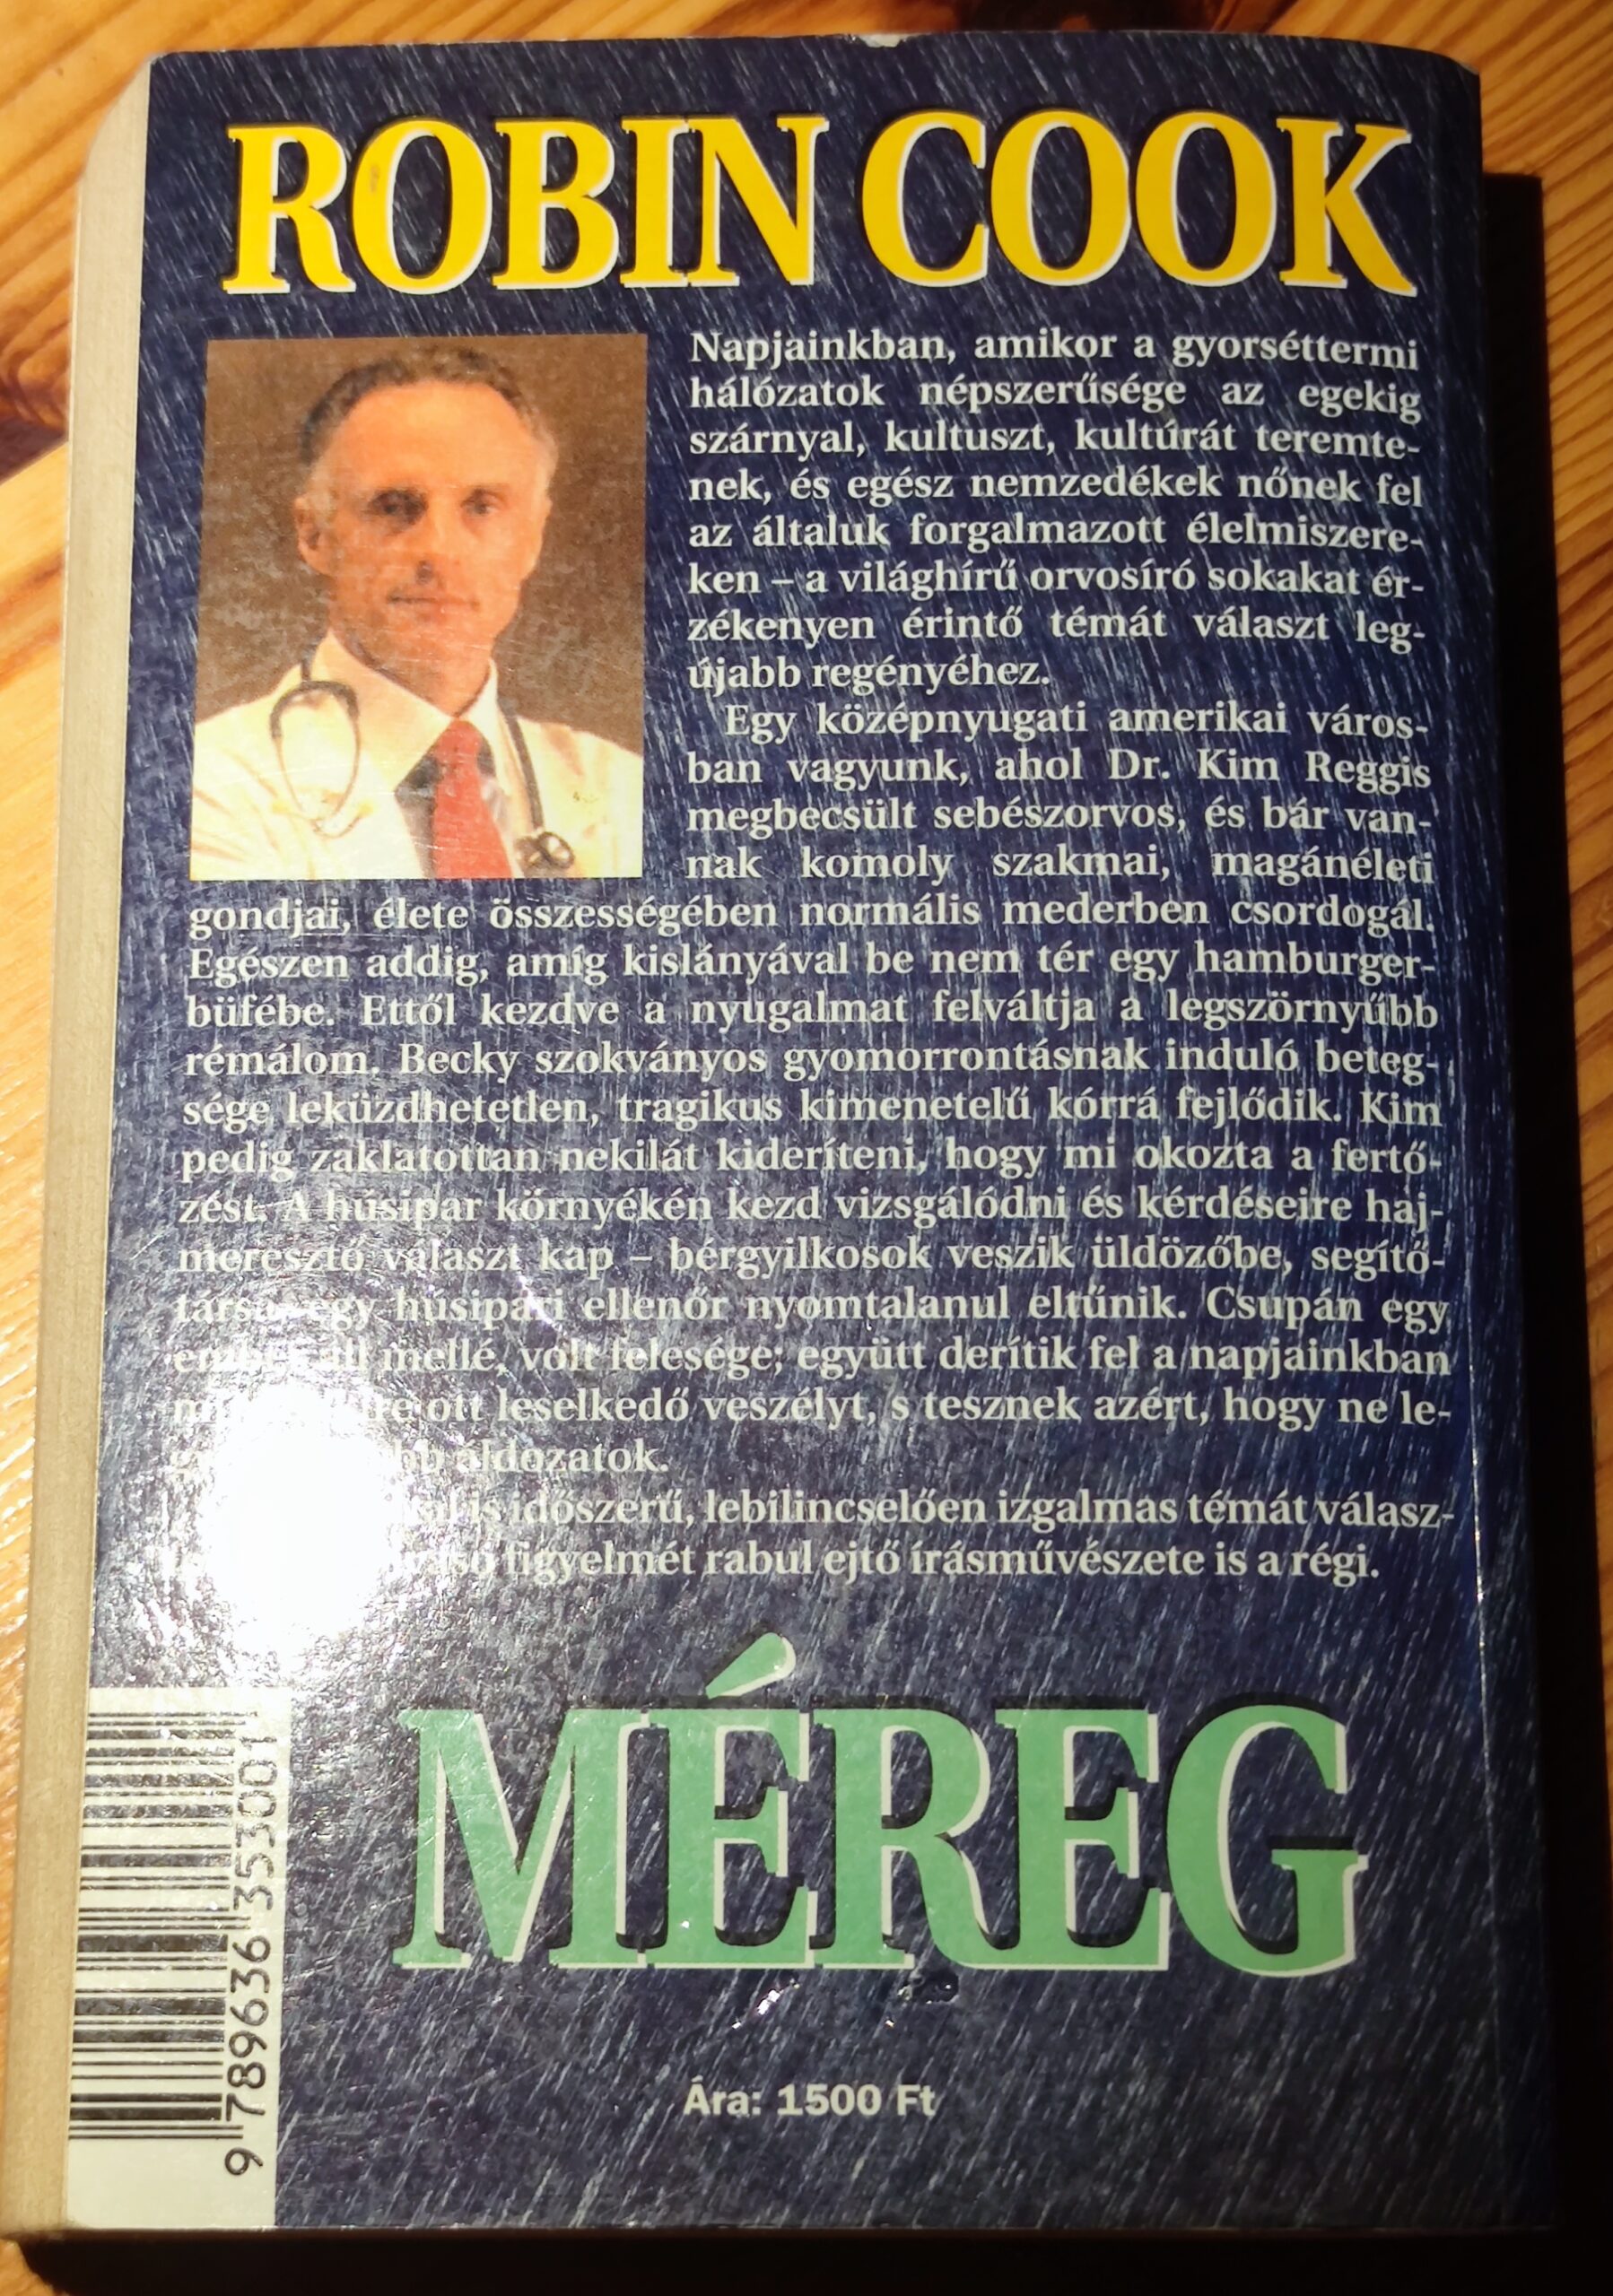 ROBIN COOK
Napjainkban, amikor a gyorséttermi
hálózatok népszerűsége az egekig
szárnyal, kultuszt, kultúrát teremte-
nek, és egész nemzedékek nőnek fel
az általuk forgalmazott élelmiszere-
ken – a világhírű orvosíró sokakat ér-
zékenyen érintő témát választ leg-
újabb regényéhez.
Egy középnyugati amerikai város-
ban vagyunk, ahol Dr. Kim Reggis
megbecsült sebészorvos, és bár van-
nak komoly szakmai, magánéleti
gondjai, élete összességében normális mederben csordogál.
Egészen addig, amíg kislányával be nem tér egy hamburger-
büfébe. Ettől kezdve a nyugalmat felváltja a legszörnyűbb
rémálom. Becky szokványos gyomorrontásnak induló beteg-
sége leküzdhetetlen, tragikus kimenetelű kórrá fejlődik. Kim
pedig zaklatottan nekilát kideríteni, hogy mi okozta a fertő-
zést. A húsipar környékén kezd vizsgálódni és kérdéseire haj-
meresztő választ kap – bérgyilkosok veszik üldözőbe, segítő-
társa egy húsipari ellenőr nyomtalanul eltűnik. Csupán egy
ember áll mellé, volt felesége; együtt derítik fel a napjainkban
ott leselkedő veszélyt, s tesznek azért, hogy ne le-
áldozatok.
is időszerű, lebilincselően izgalmas témát válasz-
figyelmét rabul ejtő írásművészete is a régi.
MÉREG
9 789636 353001
Ára: 1500 Ft